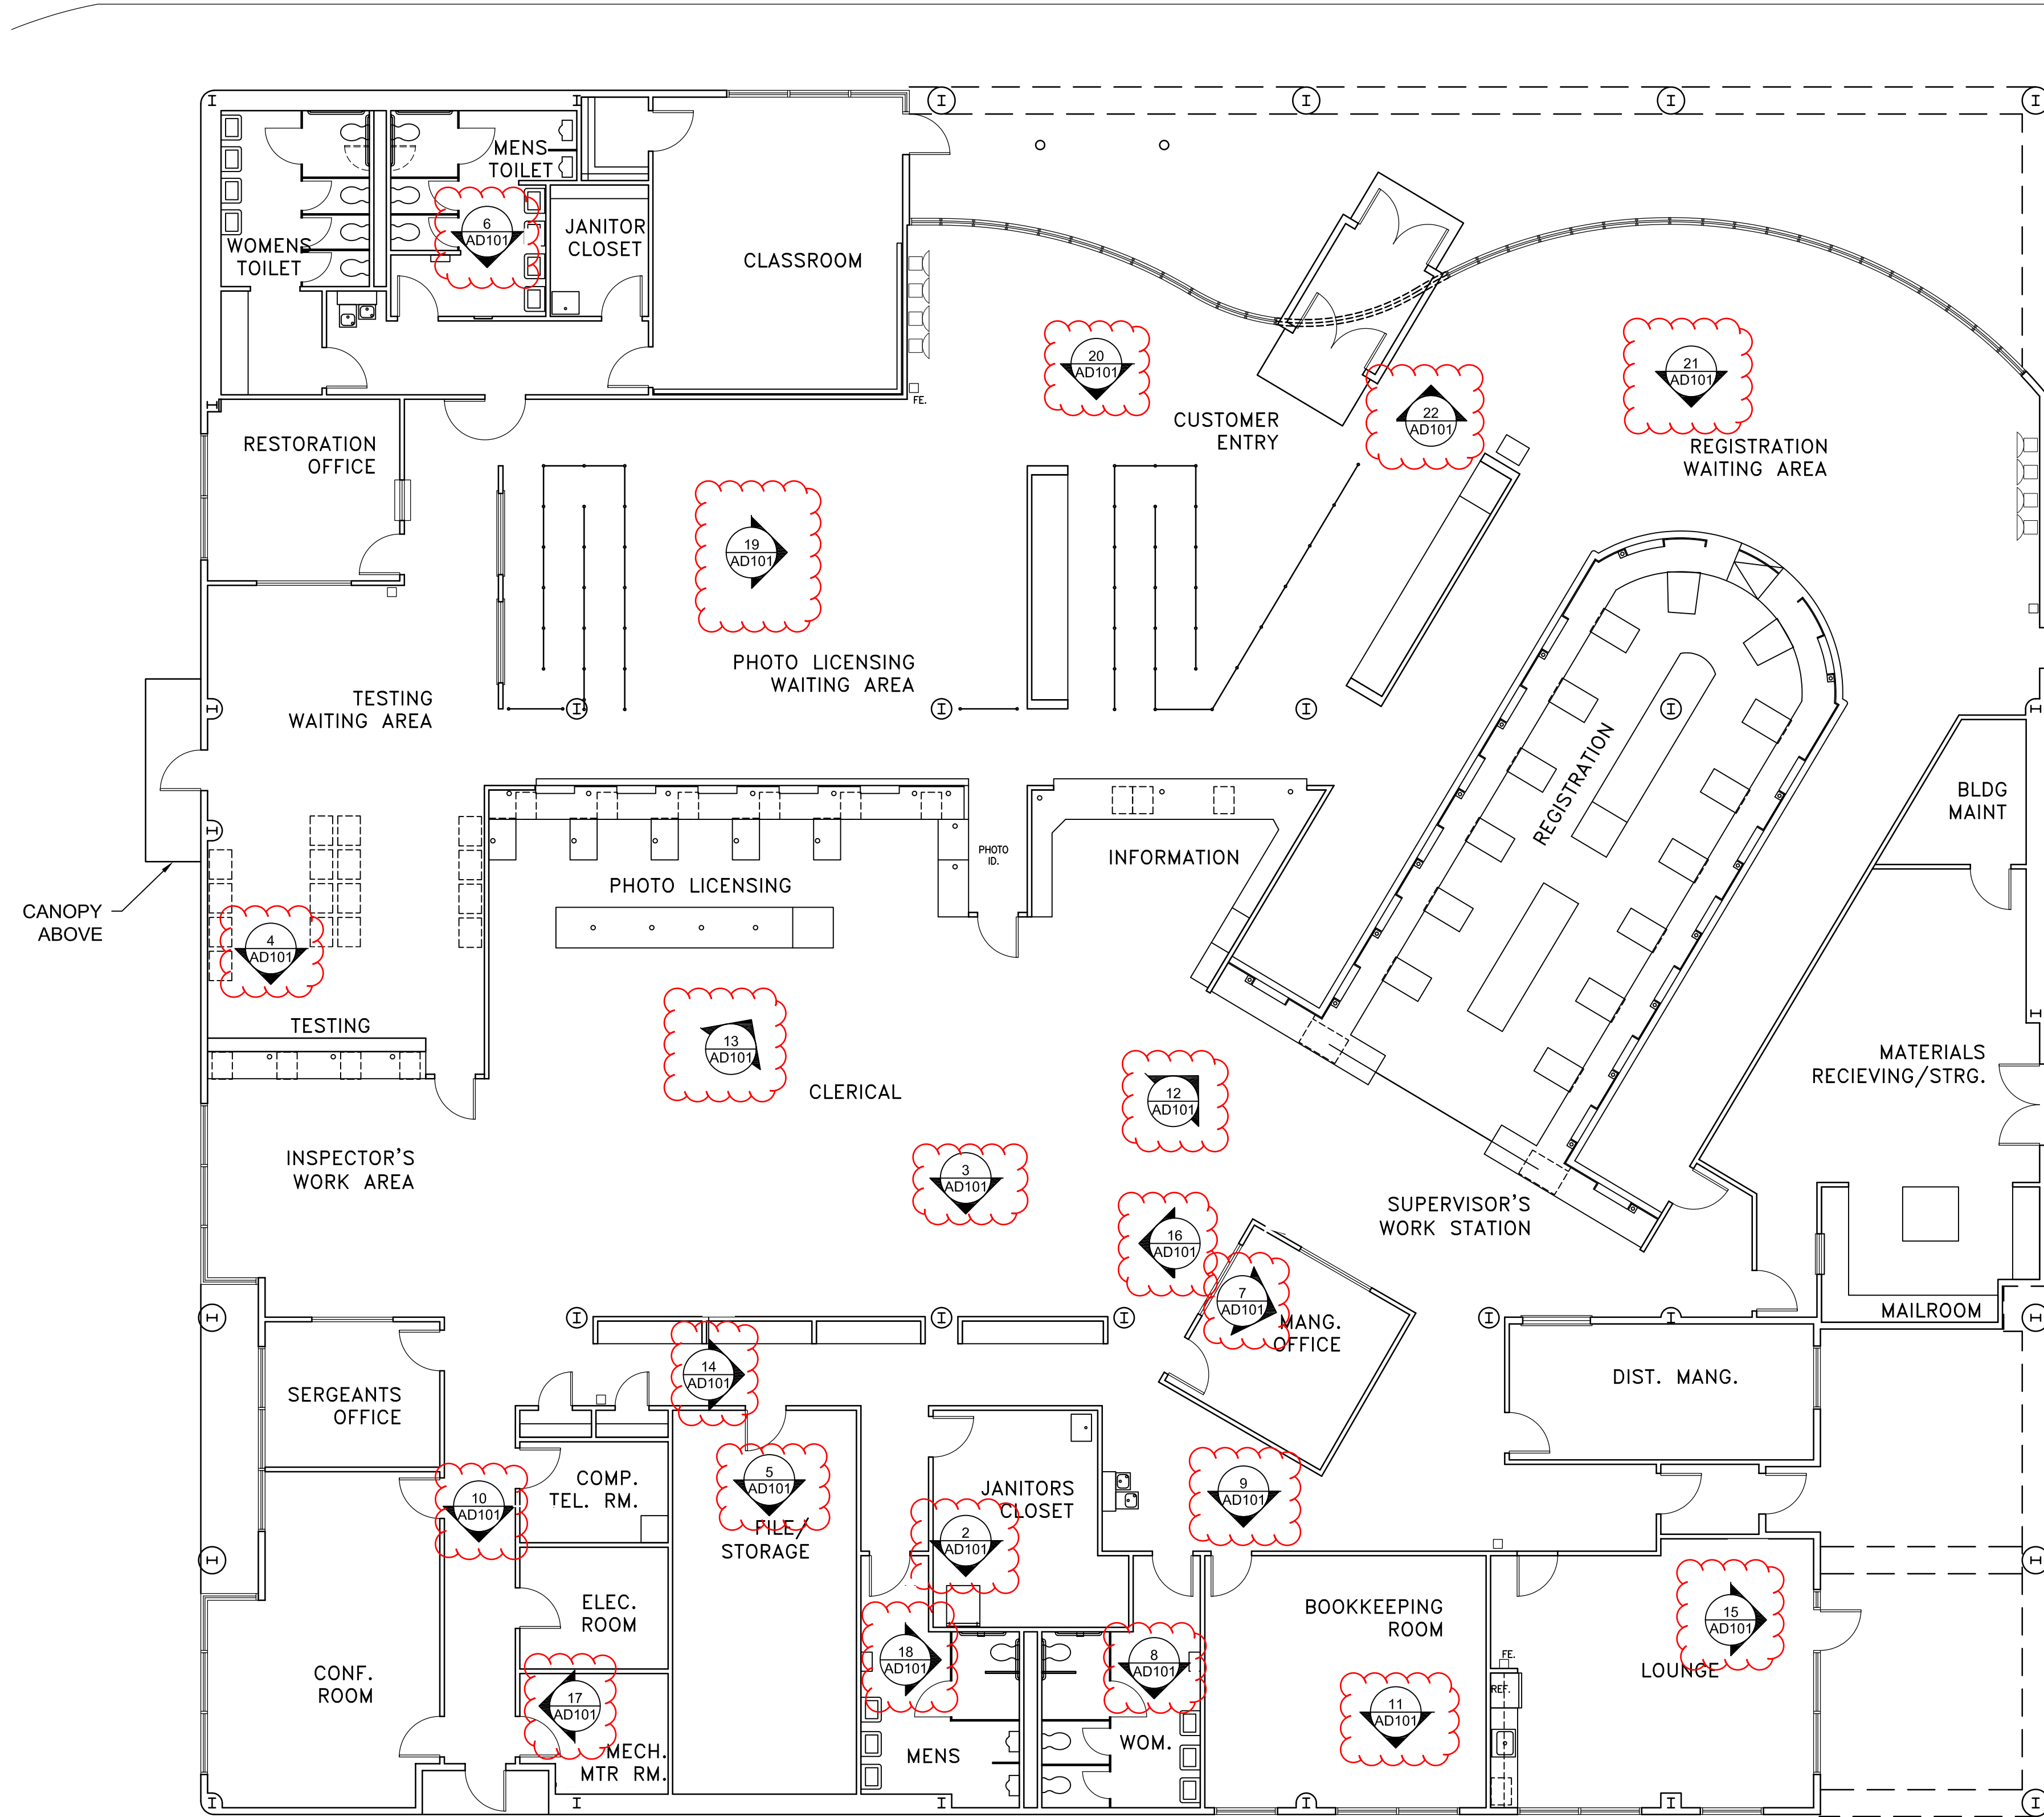 MENS
TOILET
6
AD101
JANITOR
CLOSET
WOMENS
TOILET
CLASSROOM
20
AD101
21
AD101
FE.
22
AD101
CUSTOMER
ENTRY
RESTORATION
OFFICE
REGISTRATION
WAITING AREA
19
AD101
PHOTO LICENSING
WAITING AREA
TESTING
WAITING AREA
REGISTRATION
BLDG
MAINT
PHOTO
ID.
INFORMATION
PHOTO LICENSING
CANOPY
ABOVE
4
AD101
TESTING
13
AD101
MATERIALS
RECIEVING/STRG.
CLERICAL
12
AD101
INSPECTOR'S
WORK AREA
3
AD101
SUPERVISOR'S
WORK STATION
16
AD101
7
AD101
MANG.
OFFICE
MAILROOM
14
AD101
DIST. MANG.
SERGEANTS
OFFICE
COMP.
TEL. RM.
5
AD101
FILE/
STORAGE
JANITORS
CLOSET
9
AD101
10
AD101
2
AD101
ELEC.
ROOM
BOOKKEEPING
ROOM
15
AD101
18
AD101
8
AD101
FE.
REF.
LOUNGE
CONF.
ROOM
17
AD101
11
AD101
MECH.
MTR RM.
MENS
WOM.